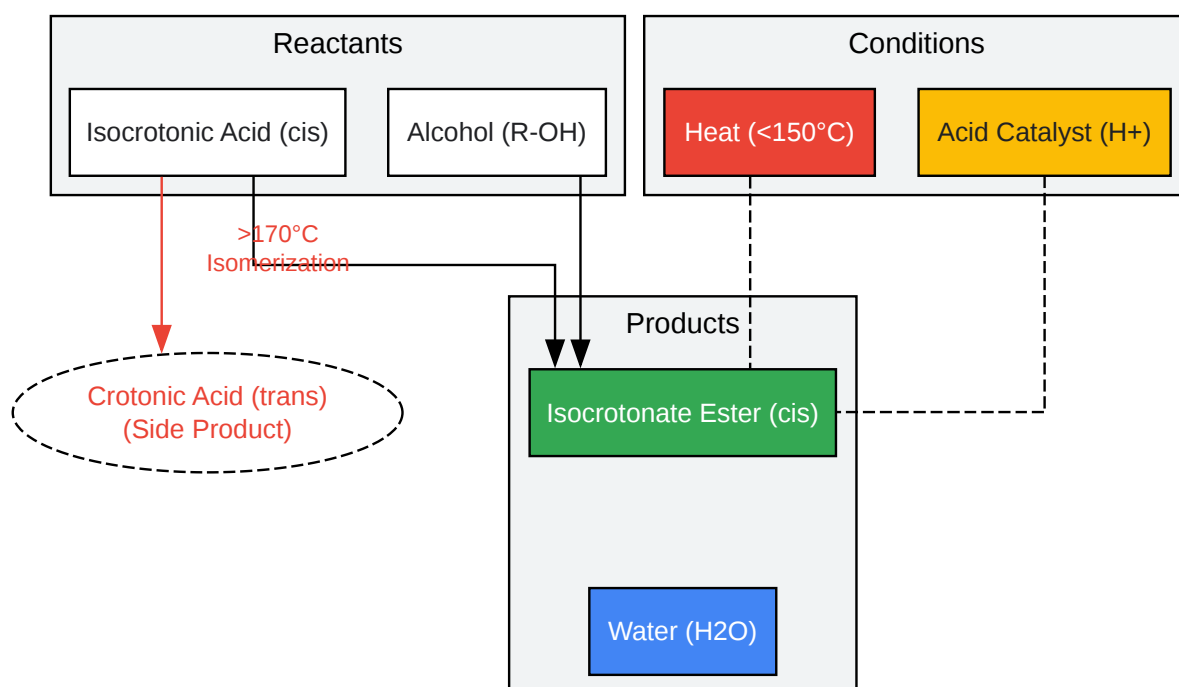 Reactants
Conditions
Isocrotonic Acid (cis)
Alcohol (R-OH)
Heat (<150°C)
Acid Catalyst (H+)
>170°C
Isomerization
Products
Crotonic Acid (trans)
(Side Product)
Isocrotonate Ester (cis)
Water (H2O)